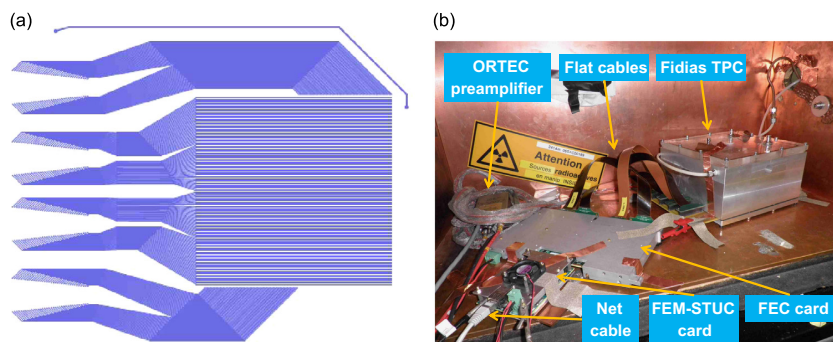 (a)
(b)
ORTEC
preamplifier
Flat cables
Fidias TPC
Attention
Sources radioactives
Net
cable
FEM-STUC
card
FEC card